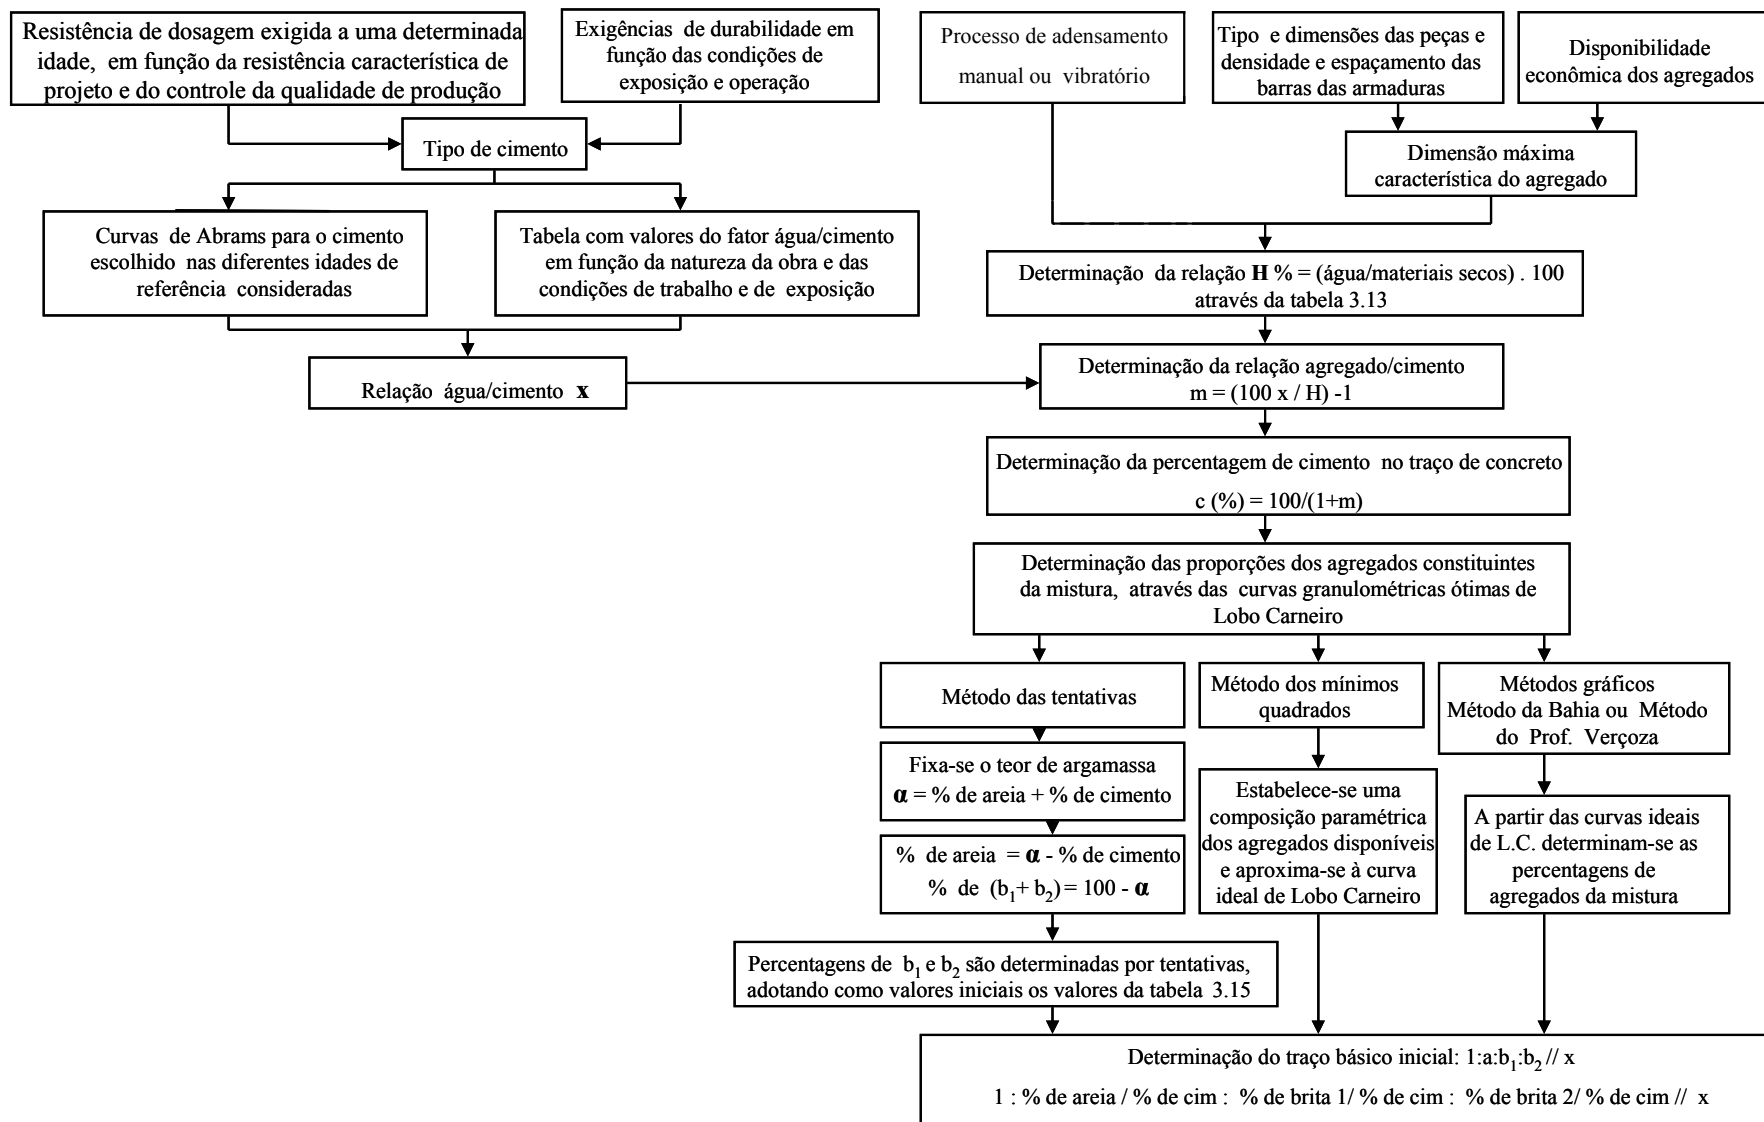 Resistência de dosagem exigida a uma determinada
idade, em função da resistência característica de
projeto e do controle da qualidade de produção
Exigências de durabilidade em
função das condições de
exposição e operação
Processo de adensamento
manual ou vibratório
Tipo e dimensões das peças e
densidade e espaçamento das
barras das armaduras
Disponibilidade
econômica dos agregados
Tipo de cimento
Dimensão máxima
característica do agregado
Curvas de Abrams para o cimento
escolhido nas diferentes idades de
referência consideradas
Tabela com valores do fator água/cimento
em função da natureza da obra e das
condições de trabalho e de exposição
Determinação da relação H % = (água/materiais secos) . 100
através da tabela 3.13
Relação água/cimento x
Determinação da relação agregado/cimento
m = (100 x / H) -1
Determinação da percentagem de cimento no traço de concreto
c (%) = 100/(1+m)
Determinação das proporções dos agregados constituintes
da mistura, através das curvas granulométricas ótimas de
Lobo Carneiro
Método das tentativas
Método dos mínimos
quadrados
Métodos gráficos
Método da Bahia ou Método
do Prof. Verçoza
Fixa-se o teor de argamassa
α = % de areia + % de cimento
% de areia = α - % de cimento
% de (b₁+ b₂) = 100 - α
Estabelece-se uma
composição paramétrica
dos agregados disponíveis
e aproxima-se à curva
ideal de Lobo Carneiro
A partir das curvas ideais
de L.C. determinam-se as
percentagens de
agregados da mistura
Percentagens de b₁ e b₂ são determinadas por tentativas,
adotando como valores iniciais os valores da tabela 3.15
Determinação do traço básico inicial: 1:a:b₁:b₂ // x
1 : % de areia / % de cim : % de brita 1/ % de cim : % de brita 2/ % de cim // x